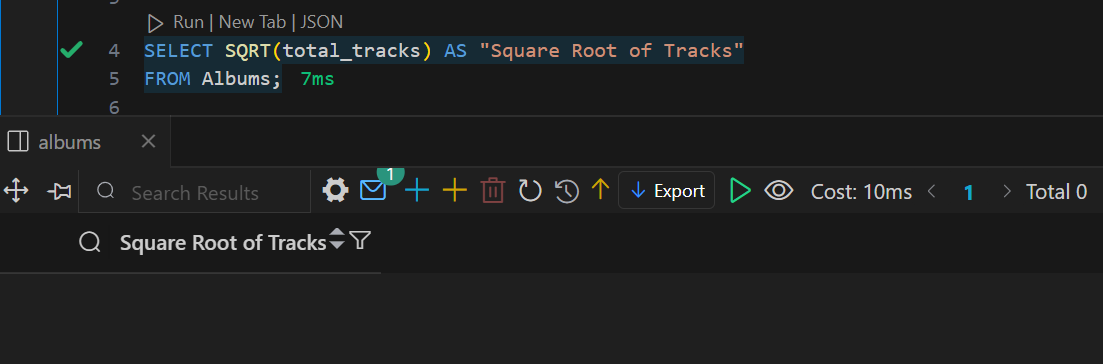 Run | New Tab | JSON
4 SELECT SQRT(total_tracks) AS "Square Root of Tracks"
5 FROM Albums; 7ms
6
albums
Search Results 1 Export Cost: 10ms 1 Total 0
Square Root of Tracks